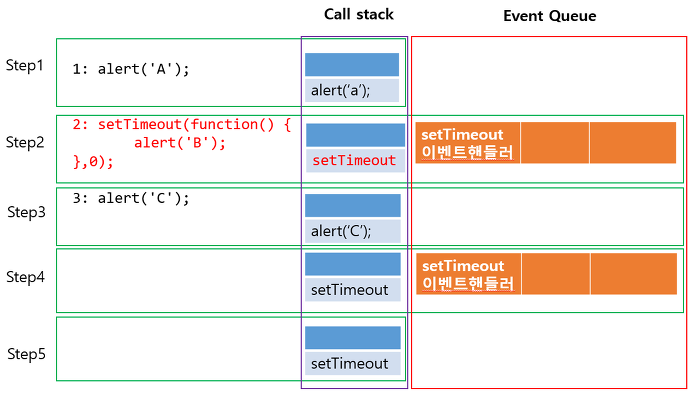 Call stack
Event Queue
Step1
1: alert('A');
alert('a');
Step2
2: setTimeout(function() {
alert('B');
},0);
setTimeout
setTimeout
이벤트핸들러
Step3
3: alert('C');
alert('C');
Step4
setTimeout
setTimeout
이벤트핸들러
Step5
setTimeout